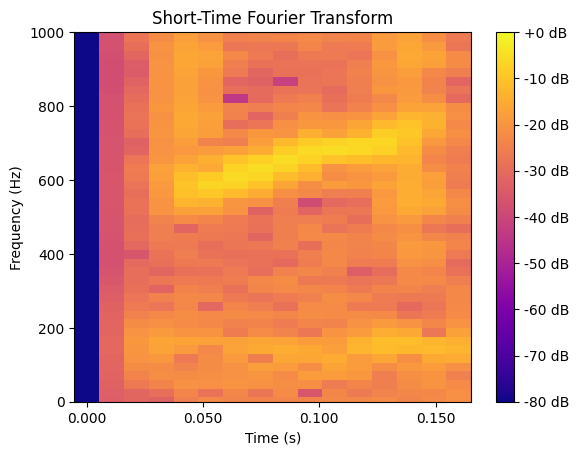 Short-Time Fourier Transform
1000
800
600
400
200
0
Frequency (Hz)
0.000
0.050
0.100
0.150
Time (s)
+0 dB
-10 dB
-20 dB
-30 dB
-40 dB
-50 dB
-60 dB
-70 dB
-80 dB